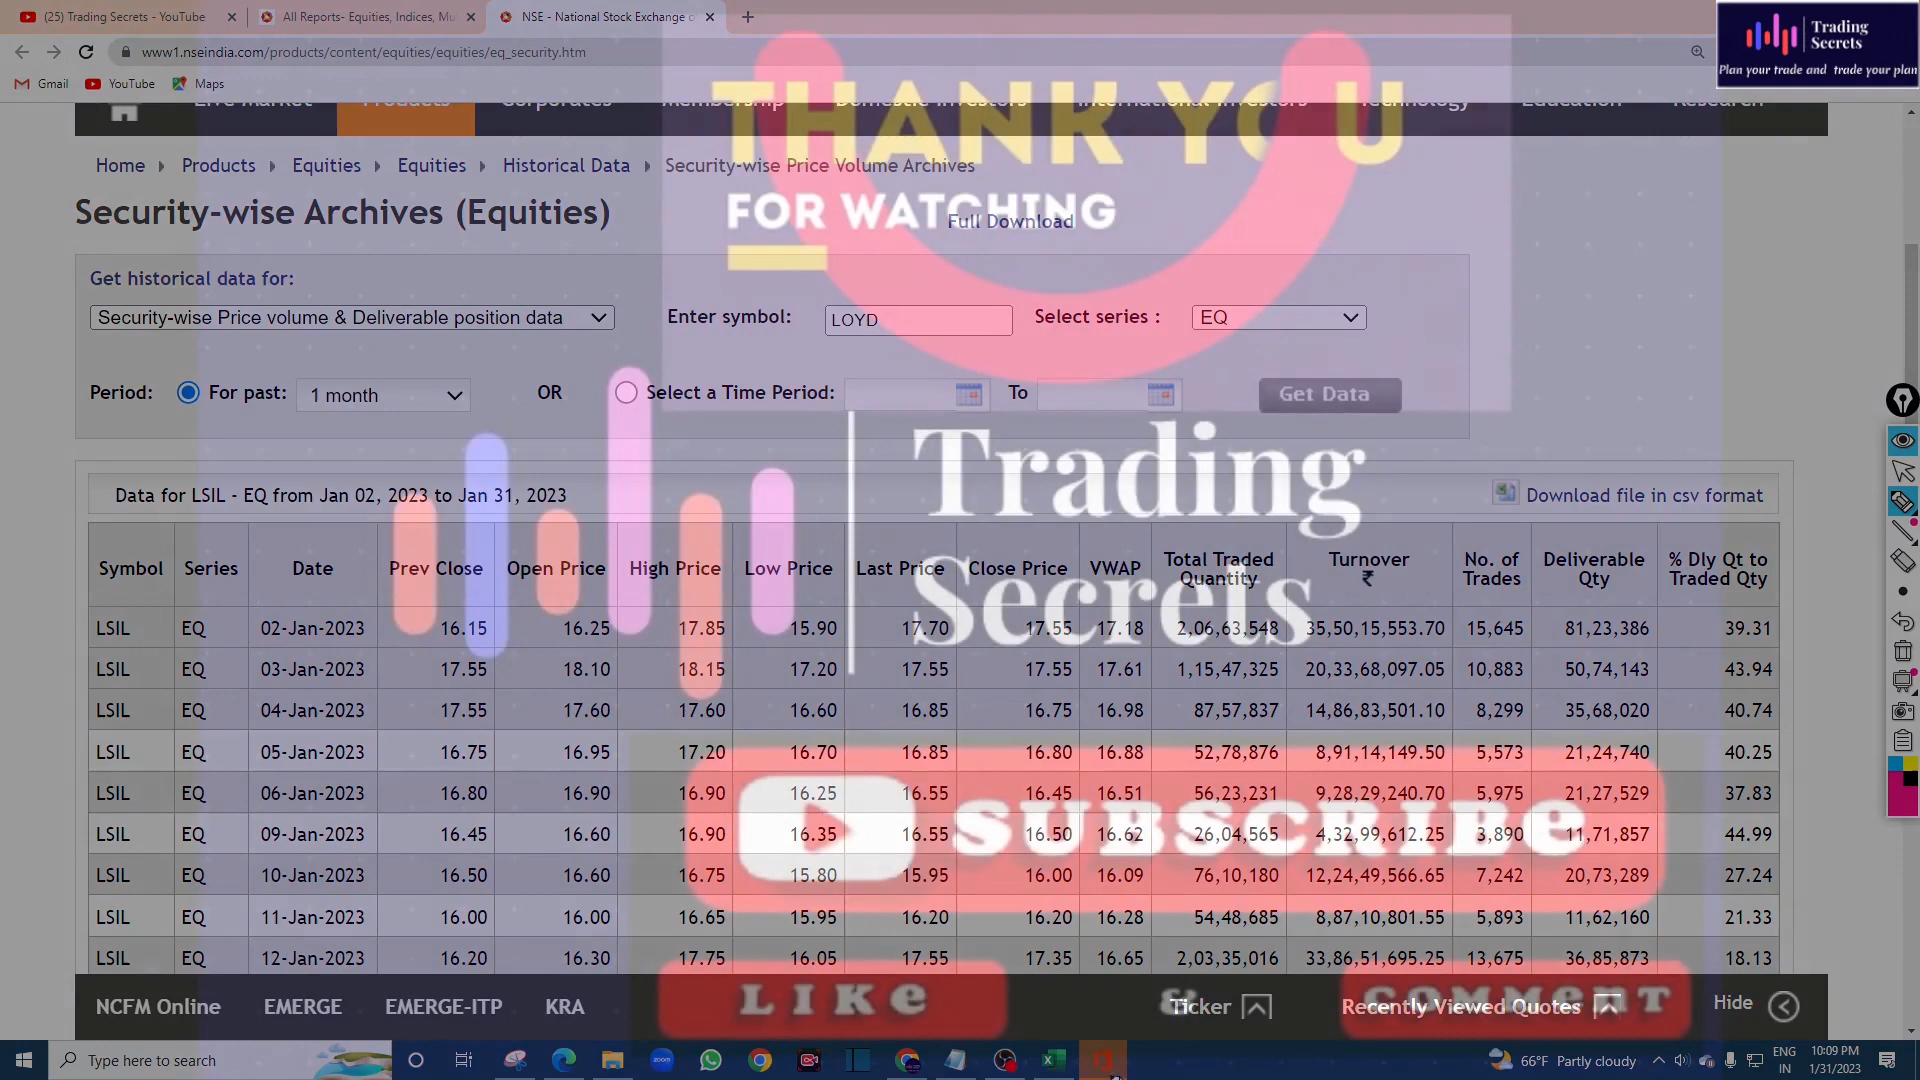 (25) Trading Secrets - YouTube
All Reports- Equities, Indices, Mu
NSE - National Stock Exchange o
www1.nseindia.com/products/content/equities/equities/eq_security.htm
Gmail YouTube Maps
Trading
Secrets
Plan your trade and trade your plan
Live Market Products Corporates Membership Domestic Investors International Investors Technology Education Research
THANK YOU
Home Products Equities Equities Historical Data Security-wise Price Volume Archives
Security-wise Archives (Equities)
FOR WATCHING
Full Download
Get historical data for:
Security-wise Price volume & Deliverable position data Enter symbol: LOYD Select series : EQ
Period: For past: 1 month OR Select a Time Period: To Get Data
Trading
Secrets
Data for LSIL - EQ from Jan 02, 2023 to Jan 31, 2023
Download file in csv format
Symbol Series Date Prev Close Open Price High Price Low Price Last Price Close Price VWAP Total Traded Quantity Turnover ₹ No. of Trades Deliverable Qty % Dly Qt to Traded Qty
LSIL EQ 02-Jan-2023 16.15 16.25 17.85 15.90 17.70 17.55 17.18 2,06,63,548 35,50,15,553.70 15,645 81,23,386 39.31
LSIL EQ 03-Jan-2023 17.55 18.10 18.15 17.20 17.55 17.55 17.61 1,15,47,325 20,33,68,097.05 10,883 50,74,143 43.94
LSIL EQ 04-Jan-2023 17.55 17.60 17.60 16.60 16.85 16.75 16.98 87,57,837 14,86,83,501.10 8,299 35,68,020 40.74
LSIL EQ 05-Jan-2023 16.75 16.95 17.20 16.70 16.85 16.80 16.88 52,78,876 8,91,14,149.50 5,573 21,24,740 40.25
LSIL EQ 06-Jan-2023 16.80 16.90 16.90 16.25 16.55 16.45 16.51 56,23,231 9,28,29,240.70 5,975 21,27,529 37.83
LSIL EQ 09-Jan-2023 16.45 16.60 16.90 16.35 16.55 16.50 16.62 26,04,565 4,32,99,612.25 3,890 11,71,857 44.99
LSIL EQ 10-Jan-2023 16.50 16.60 16.75 15.80 15.95 16.00 16.09 76,10,180 12,24,49,566.65 7,242 20,73,289 27.24
LSIL EQ 11-Jan-2023 16.00 16.00 16.65 15.95 16.20 16.20 16.28 54,48,685 8,87,10,801.55 5,893 11,62,160 21.33
LSIL EQ 12-Jan-2023 16.20 16.30 17.75 16.05 17.55 17.35 16.65 2,03,35,016 33,86,51,695.25 13,675 36,85,873 18.13
SUBSCRIBE
LIKE & COMMENT
NCFM Online EMERGE EMERGE-ITP KRA Ticker Recently Viewed Quotes Hide
Type here to search
zoom
66°F Partly cloudy
ENG
IN
10:09 PM
1/31/2023